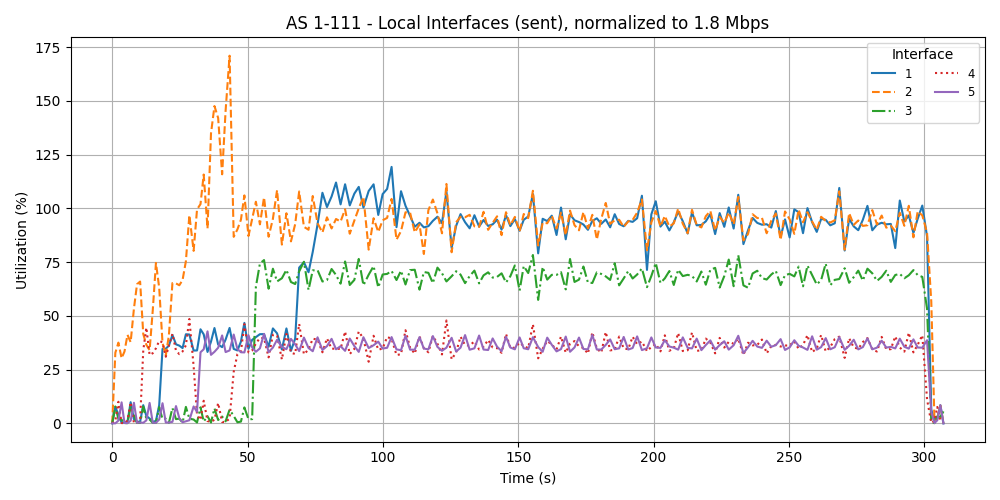 AS 1-111 - Local Interfaces (sent), normalized to 1.8 Mbps
Utilization (%)
175
150
125
100
75
50
25
0
0 50 100 150 200 250 300
Time (s)
Interface
1 4
2 5
3